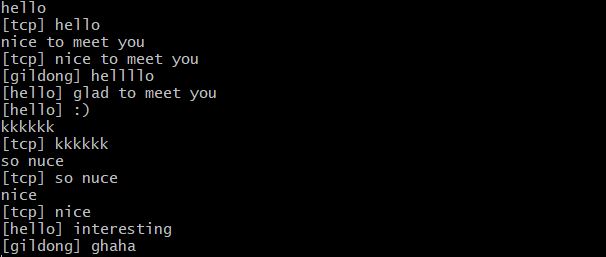 hello
[tcp] hello
nice to meet you
[tcp] nice to meet you
[gildong] hellllo
[hello] glad to meet you
[hello] :)
kkkkkk
[tcp] kkkkkk
so nuce
[tcp] so nuce
nice
[tcp] nice
[hello] interesting
[gildong] ghaha